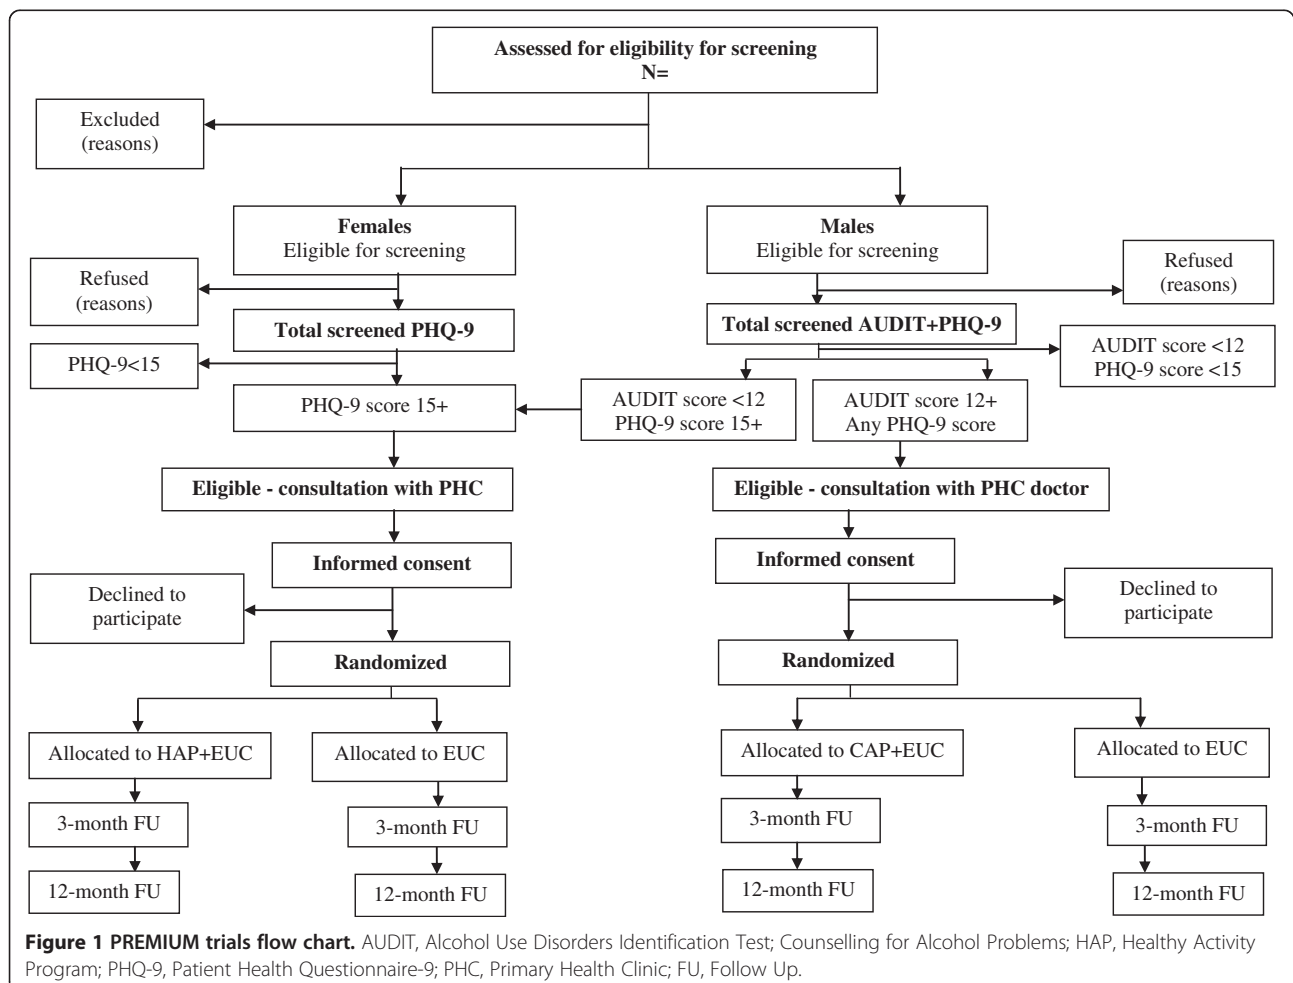 Assessed for eligibility for screening
N=
Excluded
(reasons)
Females
Eligible for screening
Males
Eligible for screening
Refused
(reasons)
Refused
(reasons)
Total screened PHQ-9
Total screened AUDIT+PHQ-9
PHQ-9<15
AUDIT score <12
PHQ-9 score <15
PHQ-9 score 15+
AUDIT score <12
PHQ-9 score 15+
AUDIT score 12+
Any PHQ-9 score
Eligible - consultation with PHC
Eligible - consultation with PHC doctor
Informed consent
Informed consent
Declined to
participate
Declined to
participate
Randomized
Randomized
Allocated to HAP+EUC
Allocated to EUC
Allocated to CAP+EUC
Allocated to EUC
3-month FU
3-month FU
3-month FU
3-month FU
12-month FU
12-month FU
12-month FU
12-month FU
Figure 1 PREMIUM trials flow chart. AUDIT, Alcohol Use Disorders Identification Test; Counselling for Alcohol Problems; HAP, Healthy Activity
Program; PHQ-9, Patient Health Questionnaire-9; PHC, Primary Health Clinic; FU, Follow Up.